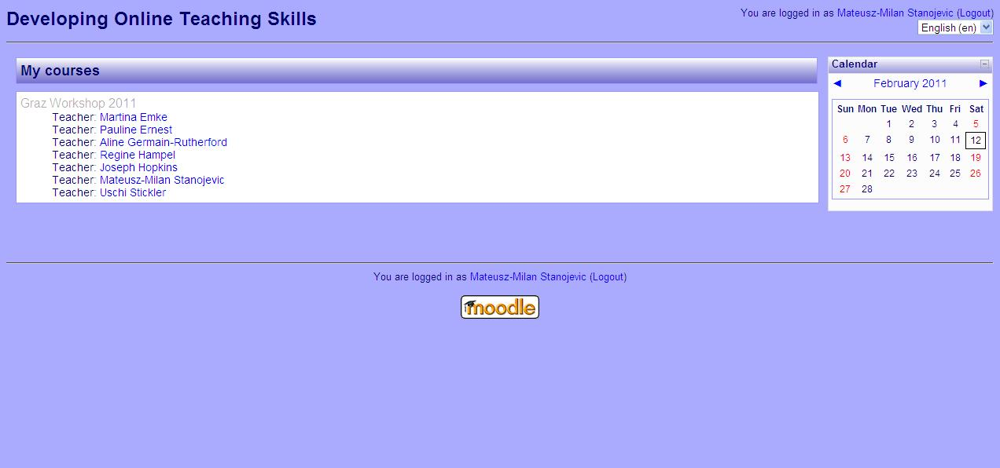 Developing Online Teaching Skills
You are logged in as Mateusz-Milan Stanojevic (Logout)
English (en)
My courses
Graz Workshop 2011
Teacher: Martina Emke
Teacher: Pauline Ernest
Teacher: Aline Germain-Rutherford
Teacher: Regine Hampel
Teacher: Joseph Hopkins
Teacher: Mateusz-Milan Stanojevic
Teacher: Uschi Stickler
Calendar
◄ February 2011 ►
Sun Mon Tue Wed Thu Fri Sat
1 2 3 4 5
6 7 8 9 10 11 12
13 14 15 16 17 18 19
20 21 22 23 24 25 26
27 28
You are logged in as Mateusz-Milan Stanojevic (Logout)
moodle